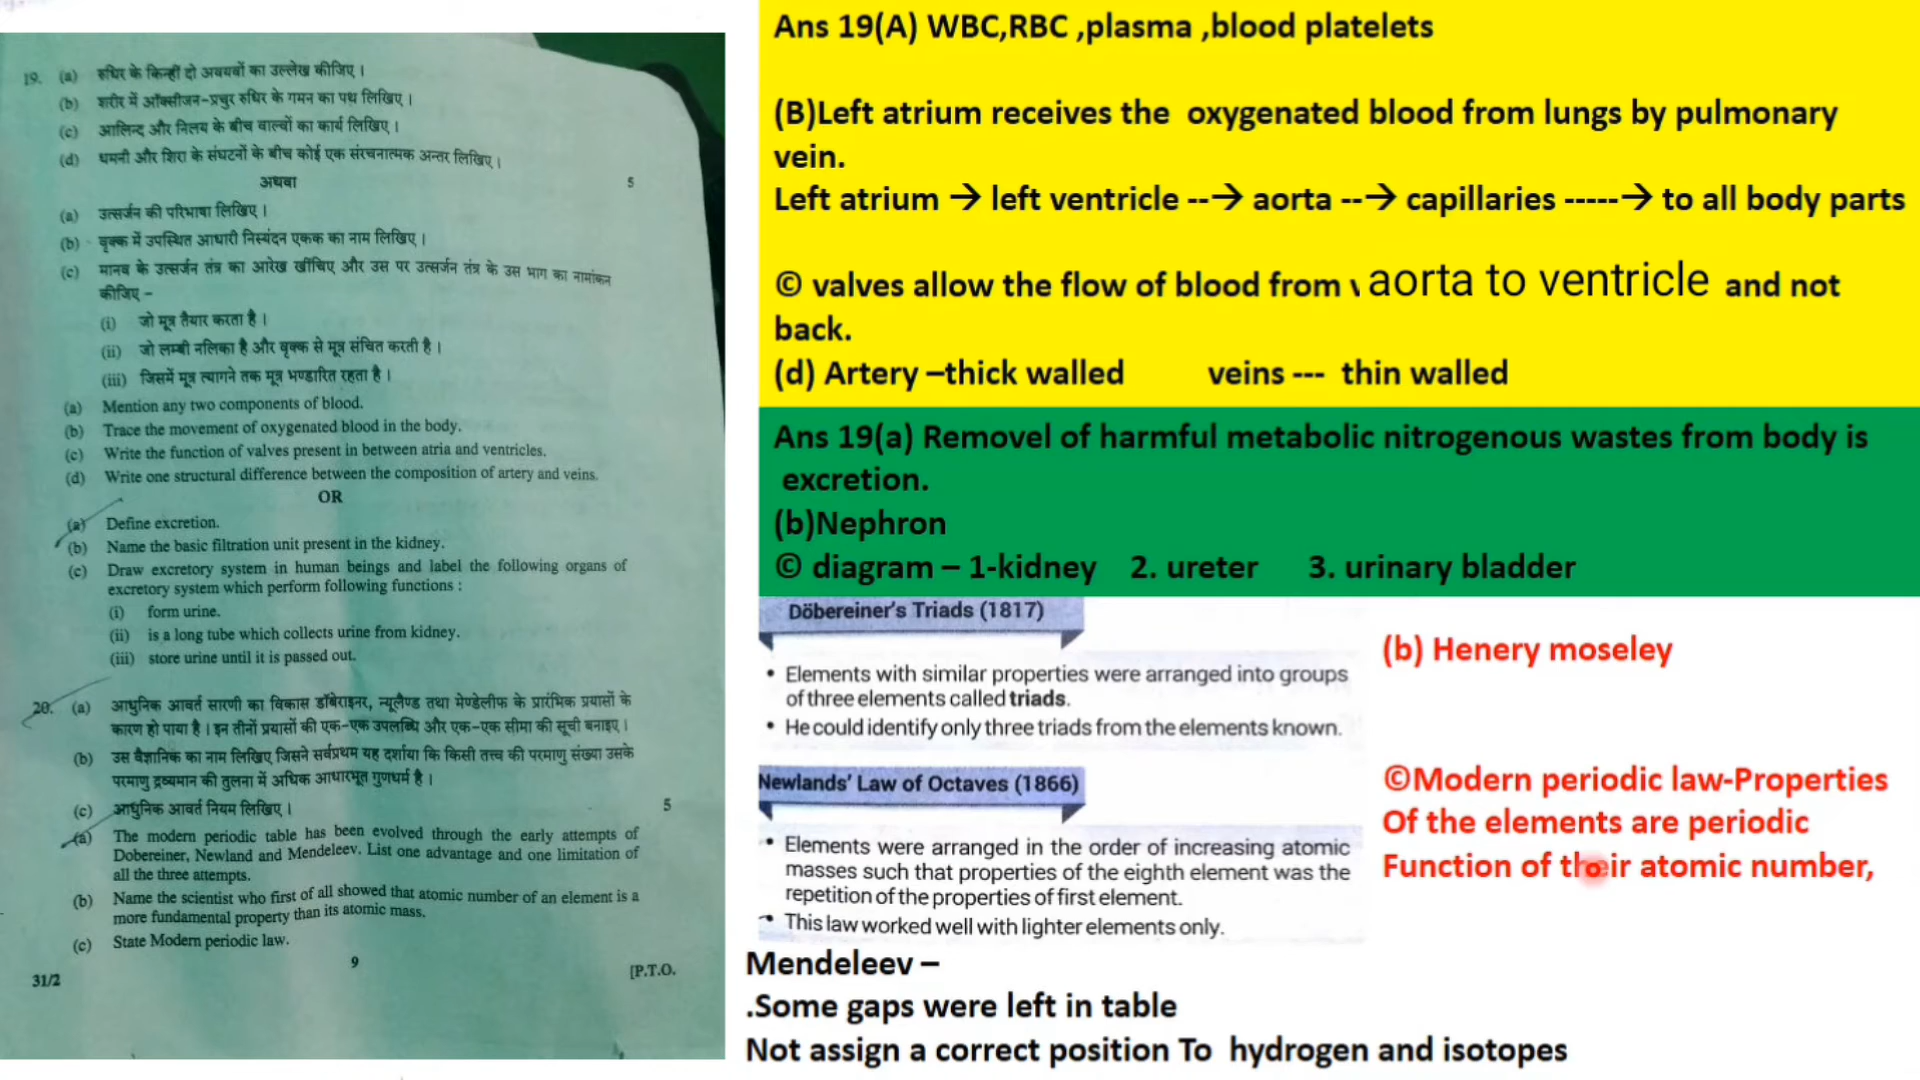 19. (a) रुधिर के किन्हीं दो अवयवों का उल्लेख कीजिए।
(b) शरीर में ऑक्सीजन-प्रचुर रुधिर के गमन का पथ लिखिए।
(c) आलिन्द और निलय के बीच वाल्वों का कार्य लिखिए।
(d) धमनी और शिरा के संघटनों के बीच कोई एक संरचनात्मक अन्तर लिखिए।
अथवा 5
(a) उत्सर्जन की परिभाषा लिखिए।
(b) वृक्क में उपस्थित आधारी निस्यंदन एकक का नाम लिखिए।
(c) मानव के उत्सर्जन तंत्र का आरेख खींचिए और उस पर उत्सर्जन तंत्र के उस भाग का नामांकन
कीजिए –
(i) जो मूत्र तैयार करता है।
(ii) जो लम्बी नलिका है और वृक्क से मूत्र संचित करती है।
(iii) जिसमें मूत्र त्यागने तक मूत्र भण्डारित रहता है।
(a) Mention any two components of blood.
(b) Trace the movement of oxygenated blood in the body.
(c) Write the function of valves present in between atria and ventricles.
(d) Write one structural difference between the composition of artery and veins.
OR
(a) Define excretion.
(b) Name the basic filtration unit present in the kidney.
(c) Draw excretory system in human beings and label the following organs of
excretory system which perform following functions :
(i) form urine.
(ii) is a long tube which collects urine from kidney.
(iii) store urine until it is passed out.
20. (a) आधुनिक आवर्त सारणी का विकास डॉबेराइनर, न्यूलैण्ड तथा मेण्डेलीफ के प्रारंभिक प्रयासों के
कारण हो पाया है। इन तीनों प्रयासों की एक-एक उपलब्धि और एक-एक सीमा की सूची बनाइए।
(b) उस वैज्ञानिक का नाम लिखिए जिसने सर्वप्रथम यह दर्शाया कि किसी तत्त्व की परमाणु संख्या उसके
परमाणु द्रव्यमान की तुलना में अधिक आधारभूत गुणधर्म है।
(c) आधुनिक आवर्त नियम लिखिए। 5
(a) The modern periodic table has been evolved through the early attempts of
Dobereiner, Newland and Mendeleev. List one advantage and one limitation of
all the three attempts.
(b) Name the scientist who first of all showed that atomic number of an element is a
more fundamental property than its atomic mass.
(c) State Modern periodic law.
31/2 9 [P.T.O.
Ans 19(A) WBC,RBC ,plasma ,blood platelets
(B)Left atrium receives the oxygenated blood from lungs by pulmonary
vein.
Left atrium → left ventricle --→ aorta --→ capillaries -----→ to all body parts
© valves allow the flow of blood from aorta to ventricle and not
back.
(d) Artery –thick walled veins --- thin walled
Ans 19(a) Removel of harmful metabolic nitrogenous wastes from body is
excretion.
(b)Nephron
© diagram – 1-kidney 2. ureter 3. urinary bladder
Döbereiner's Triads (1817)
• Elements with similar properties were arranged into groups
of three elements called triads.
• He could identify only three triads from the elements known.
Newlands' Law of Octaves (1866)
• Elements were arranged in the order of increasing atomic
masses such that properties of the eighth element was the
repetition of the properties of first element.
• This law worked well with lighter elements only.
Mendeleev –
.Some gaps were left in table
Not assign a correct position To hydrogen and isotopes
(b) Henery moseley
©Modern periodic law-Properties
Of the elements are periodic
Function of their atomic number,